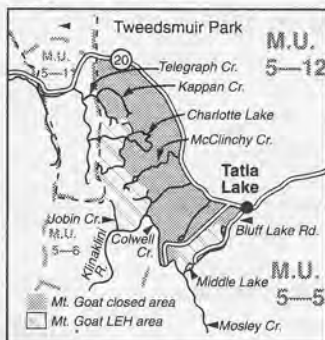 Tweedsmuir Park
M.U.
5—11
20
M.U.
5—12
Telegraph Cr.
Kappan Cr.
Charlotte Lake
McClinchy Cr.
Tatla
Lake
Jobin Cr.
M.U.
5—6
Klinaklini
R.
Colwell
Cr.
Bluff Lake Rd.
Middle Lake
M.U.
5—5
Mt. Goat closed area
Mt. Goat LEH area
Mosley Cr.